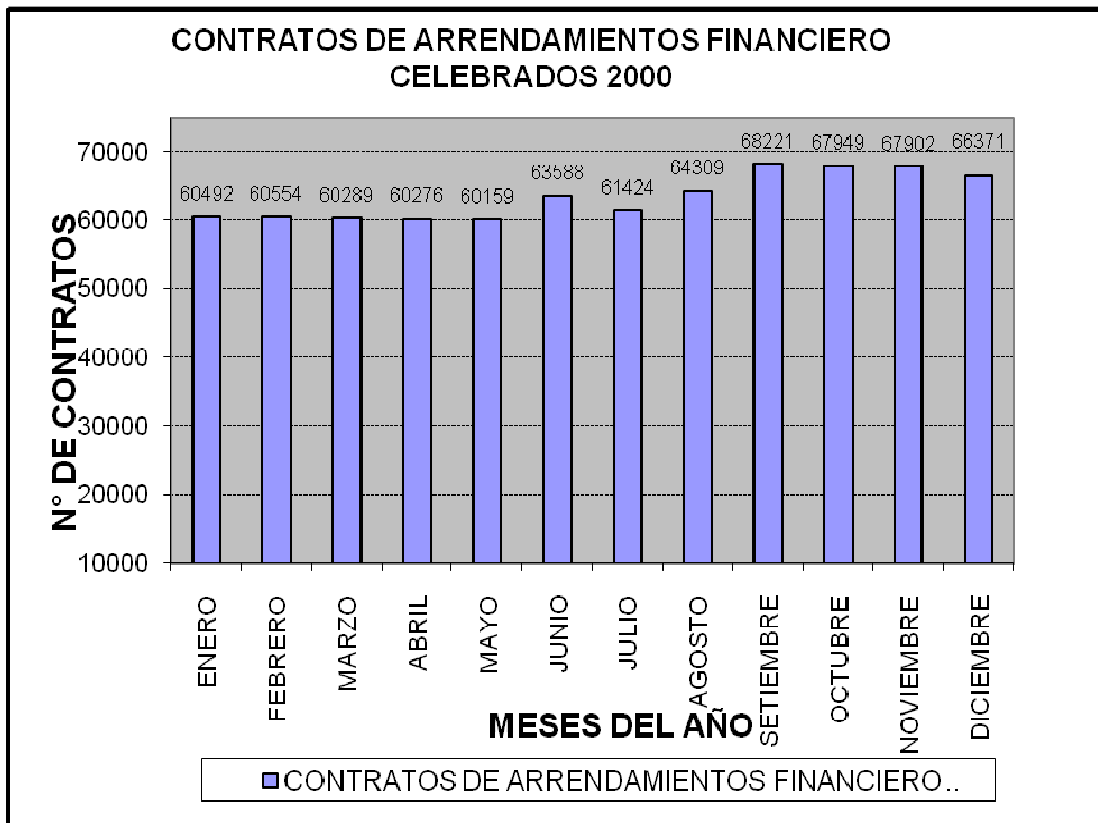 CONTRATOS DE ARRENDAMIENTOS FINANCIERO
CELEBRADOS 2000
N° DE CONTRATOS
70000
60000
50000
40000
30000
20000
10000
60492
60554
60289
60276
60159
63588
61424
64309
68221
67949
67902
66371
ENERO
FEBRERO
MARZO
ABRIL
MAYO
JUNIO
JULIO
AGOSTO
SETIEMBRE
OCTUBRE
NOVIEMBRE
DICIEMBRE
MESES DEL AÑO
CONTRATOS DE ARRENDAMIENTOS FINANCIERO..